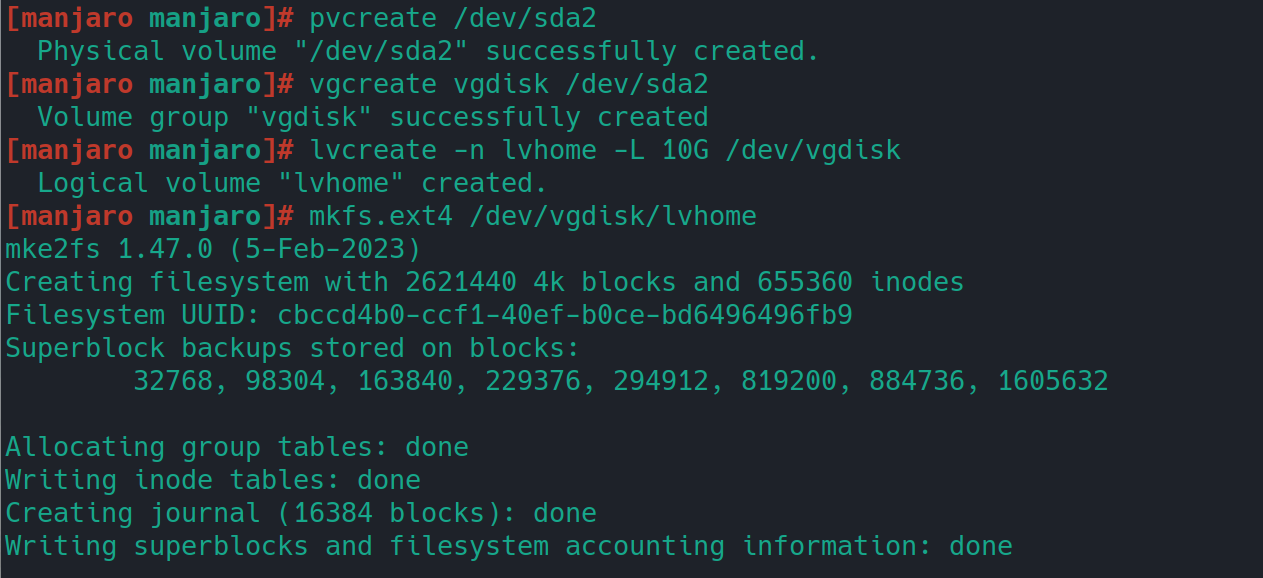 [manjaro manjaro]# pvcreate /dev/sda2
  Physical volume "/dev/sda2" successfully created.
[manjaro manjaro]# vgcreate vgdisk /dev/sda2
  Volume group "vgdisk" successfully created
[manjaro manjaro]# lvcreate -n lvhome -L 10G /dev/vgdisk
  Logical volume "lvhome" created.
[manjaro manjaro]# mkfs.ext4 /dev/vgdisk/lvhome
mke2fs 1.47.0 (5-Feb-2023)
Creating filesystem with 2621440 4k blocks and 655360 inodes
Filesystem UUID: cbccd4b0-ccf1-40ef-b0ce-bd6496496fb9
Superblock backups stored on blocks:
        32768, 98304, 163840, 229376, 294912, 819200, 884736, 1605632

Allocating group tables: done
Writing inode tables: done
Creating journal (16384 blocks): done
Writing superblocks and filesystem accounting information: done